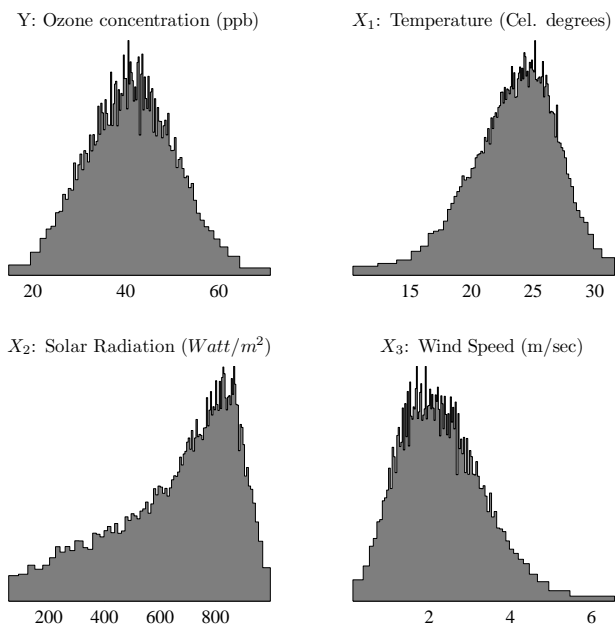 Y: Ozone concentration (ppb)
X₁: Temperature (Cel. degrees)
20 40 60
15 20 25 30
X₂: Solar Radiation (Watt/m²)
X₃: Wind Speed (m/sec)
200 400 600 800
2 4 6